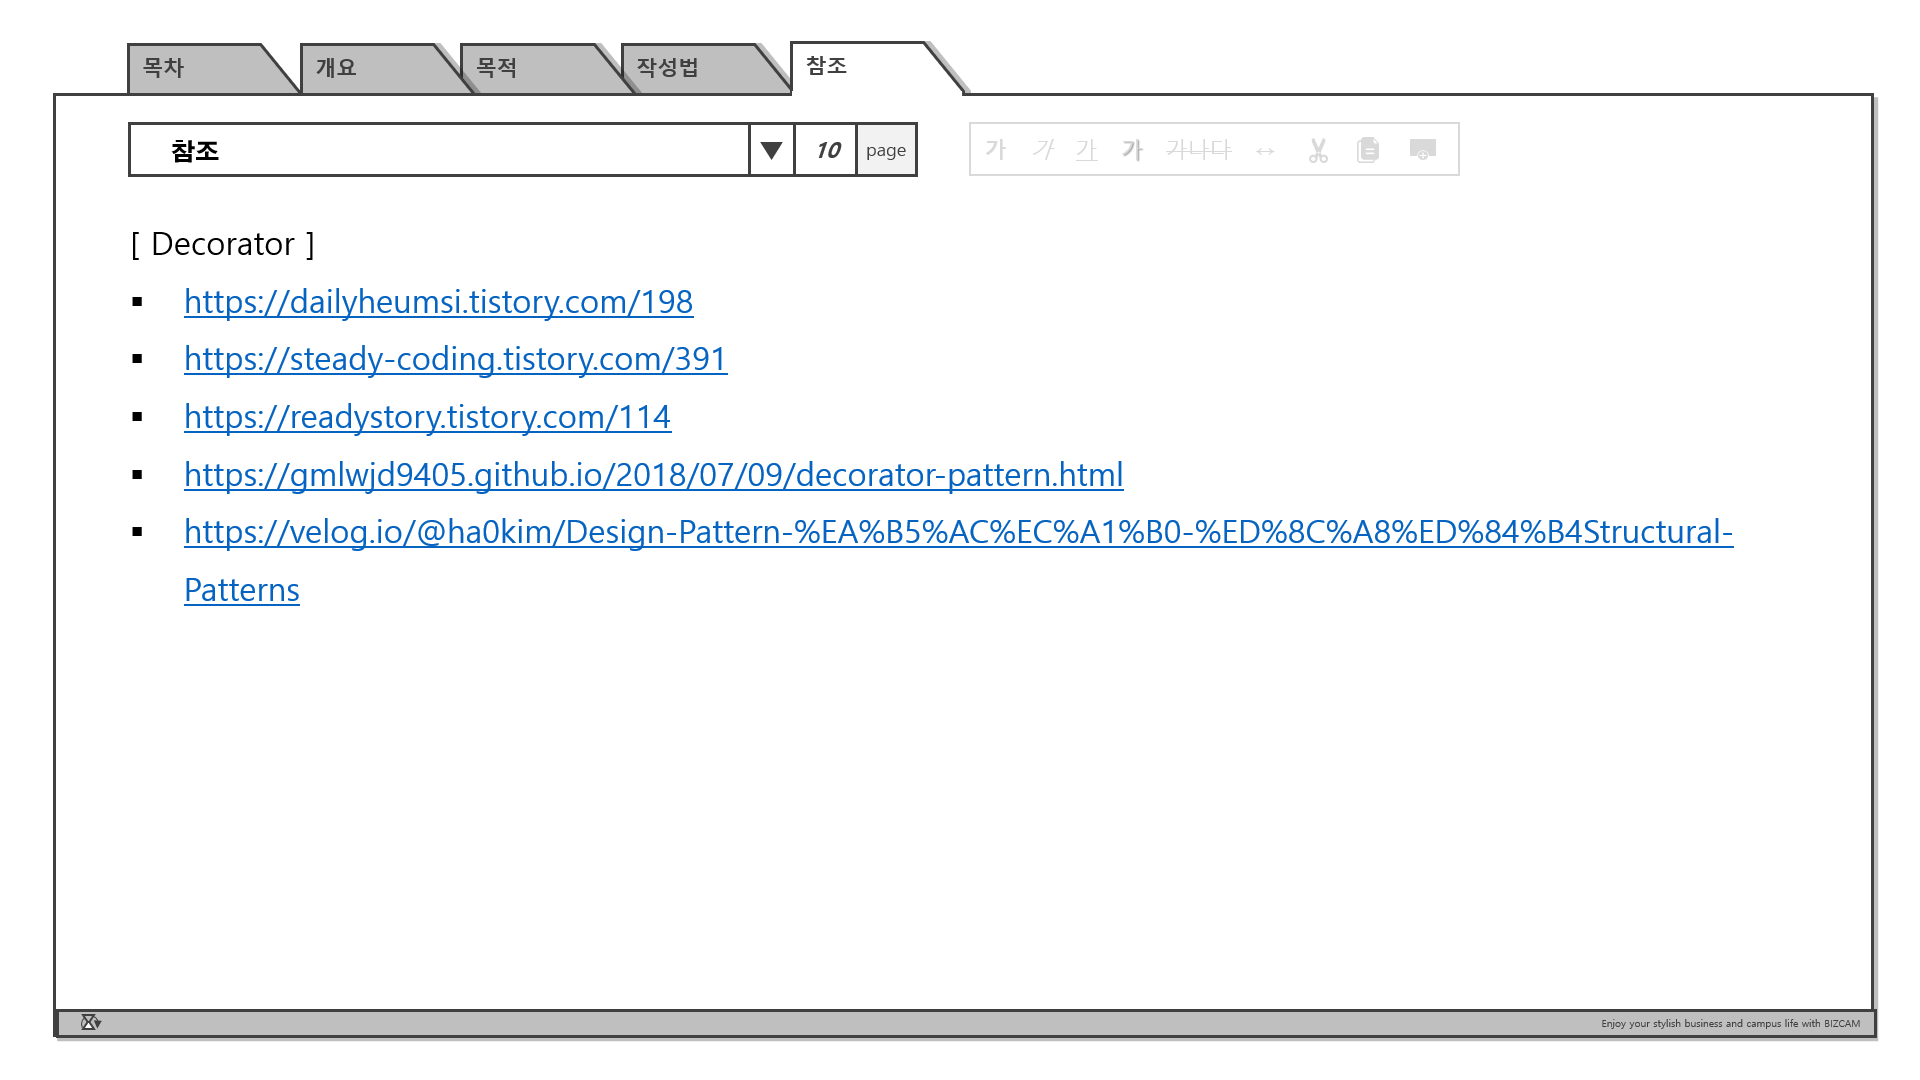 목차
개요
목적
작성법
참조
참조
10
page
가 가 가 가 가나다
[ Decorator ]
https://dailyheumsi.tistory.com/198
https://steady-coding.tistory.com/391
https://readystory.tistory.com/114
https://gmlwjd9405.github.io/2018/07/09/decorator-pattern.html
https://velog.io/@ha0kim/Design-Pattern-%EA%B5%AC%EC%A1%B0-%ED%8C%A8%ED%84%B4Structural-
Patterns
Enjoy your stylish business and campus life with BIZCAM